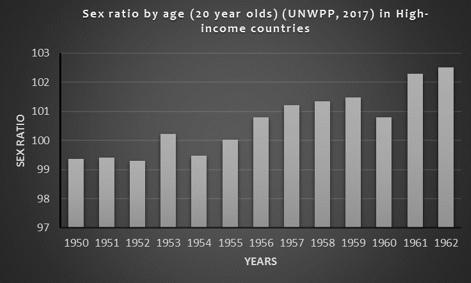 Sex ratio by age (20 year olds) (UNWPP, 2017) in High-
income countries
103
102
101
100
99
98
97
SEX RATIO
1950 1951 1952 1953 1954 1955 1956 1957 1958 1959 1960 1961 1962
YEARS